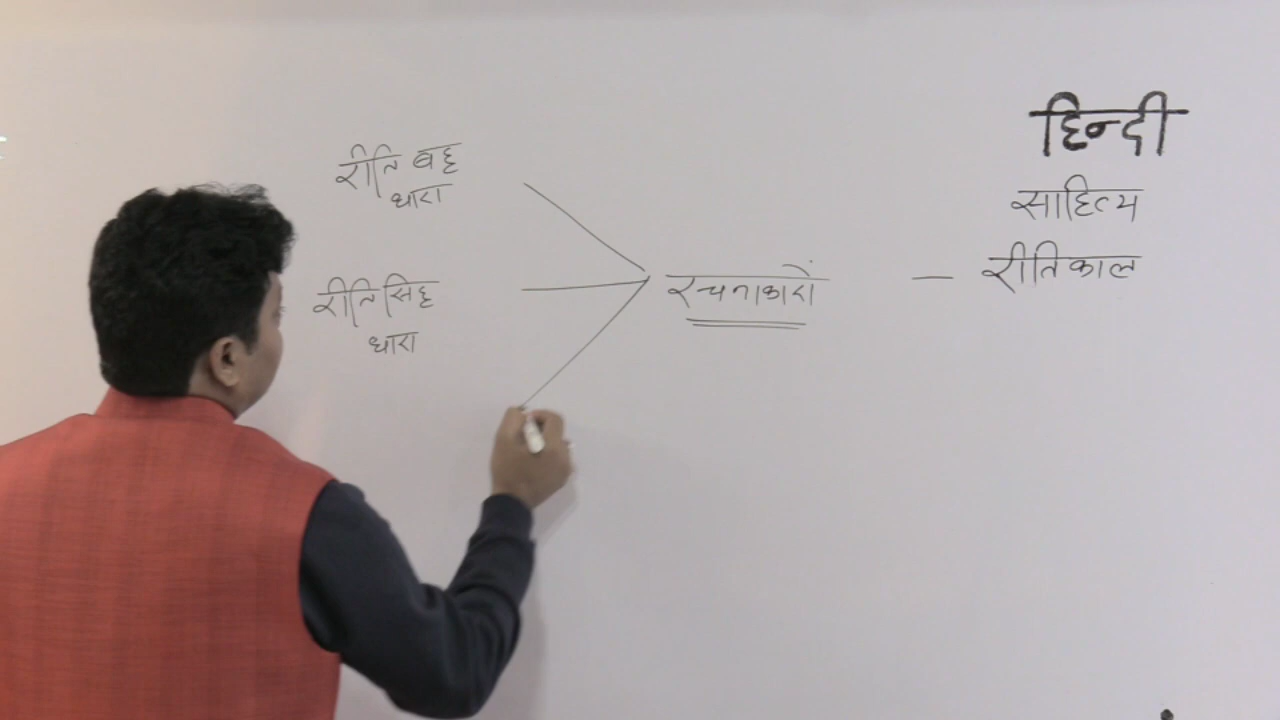 हिन्दी
साहित्य
रीतिकाल
—
रचनाकारों
रीति बद्ध
धारा
रीति सिद्ध
धारा